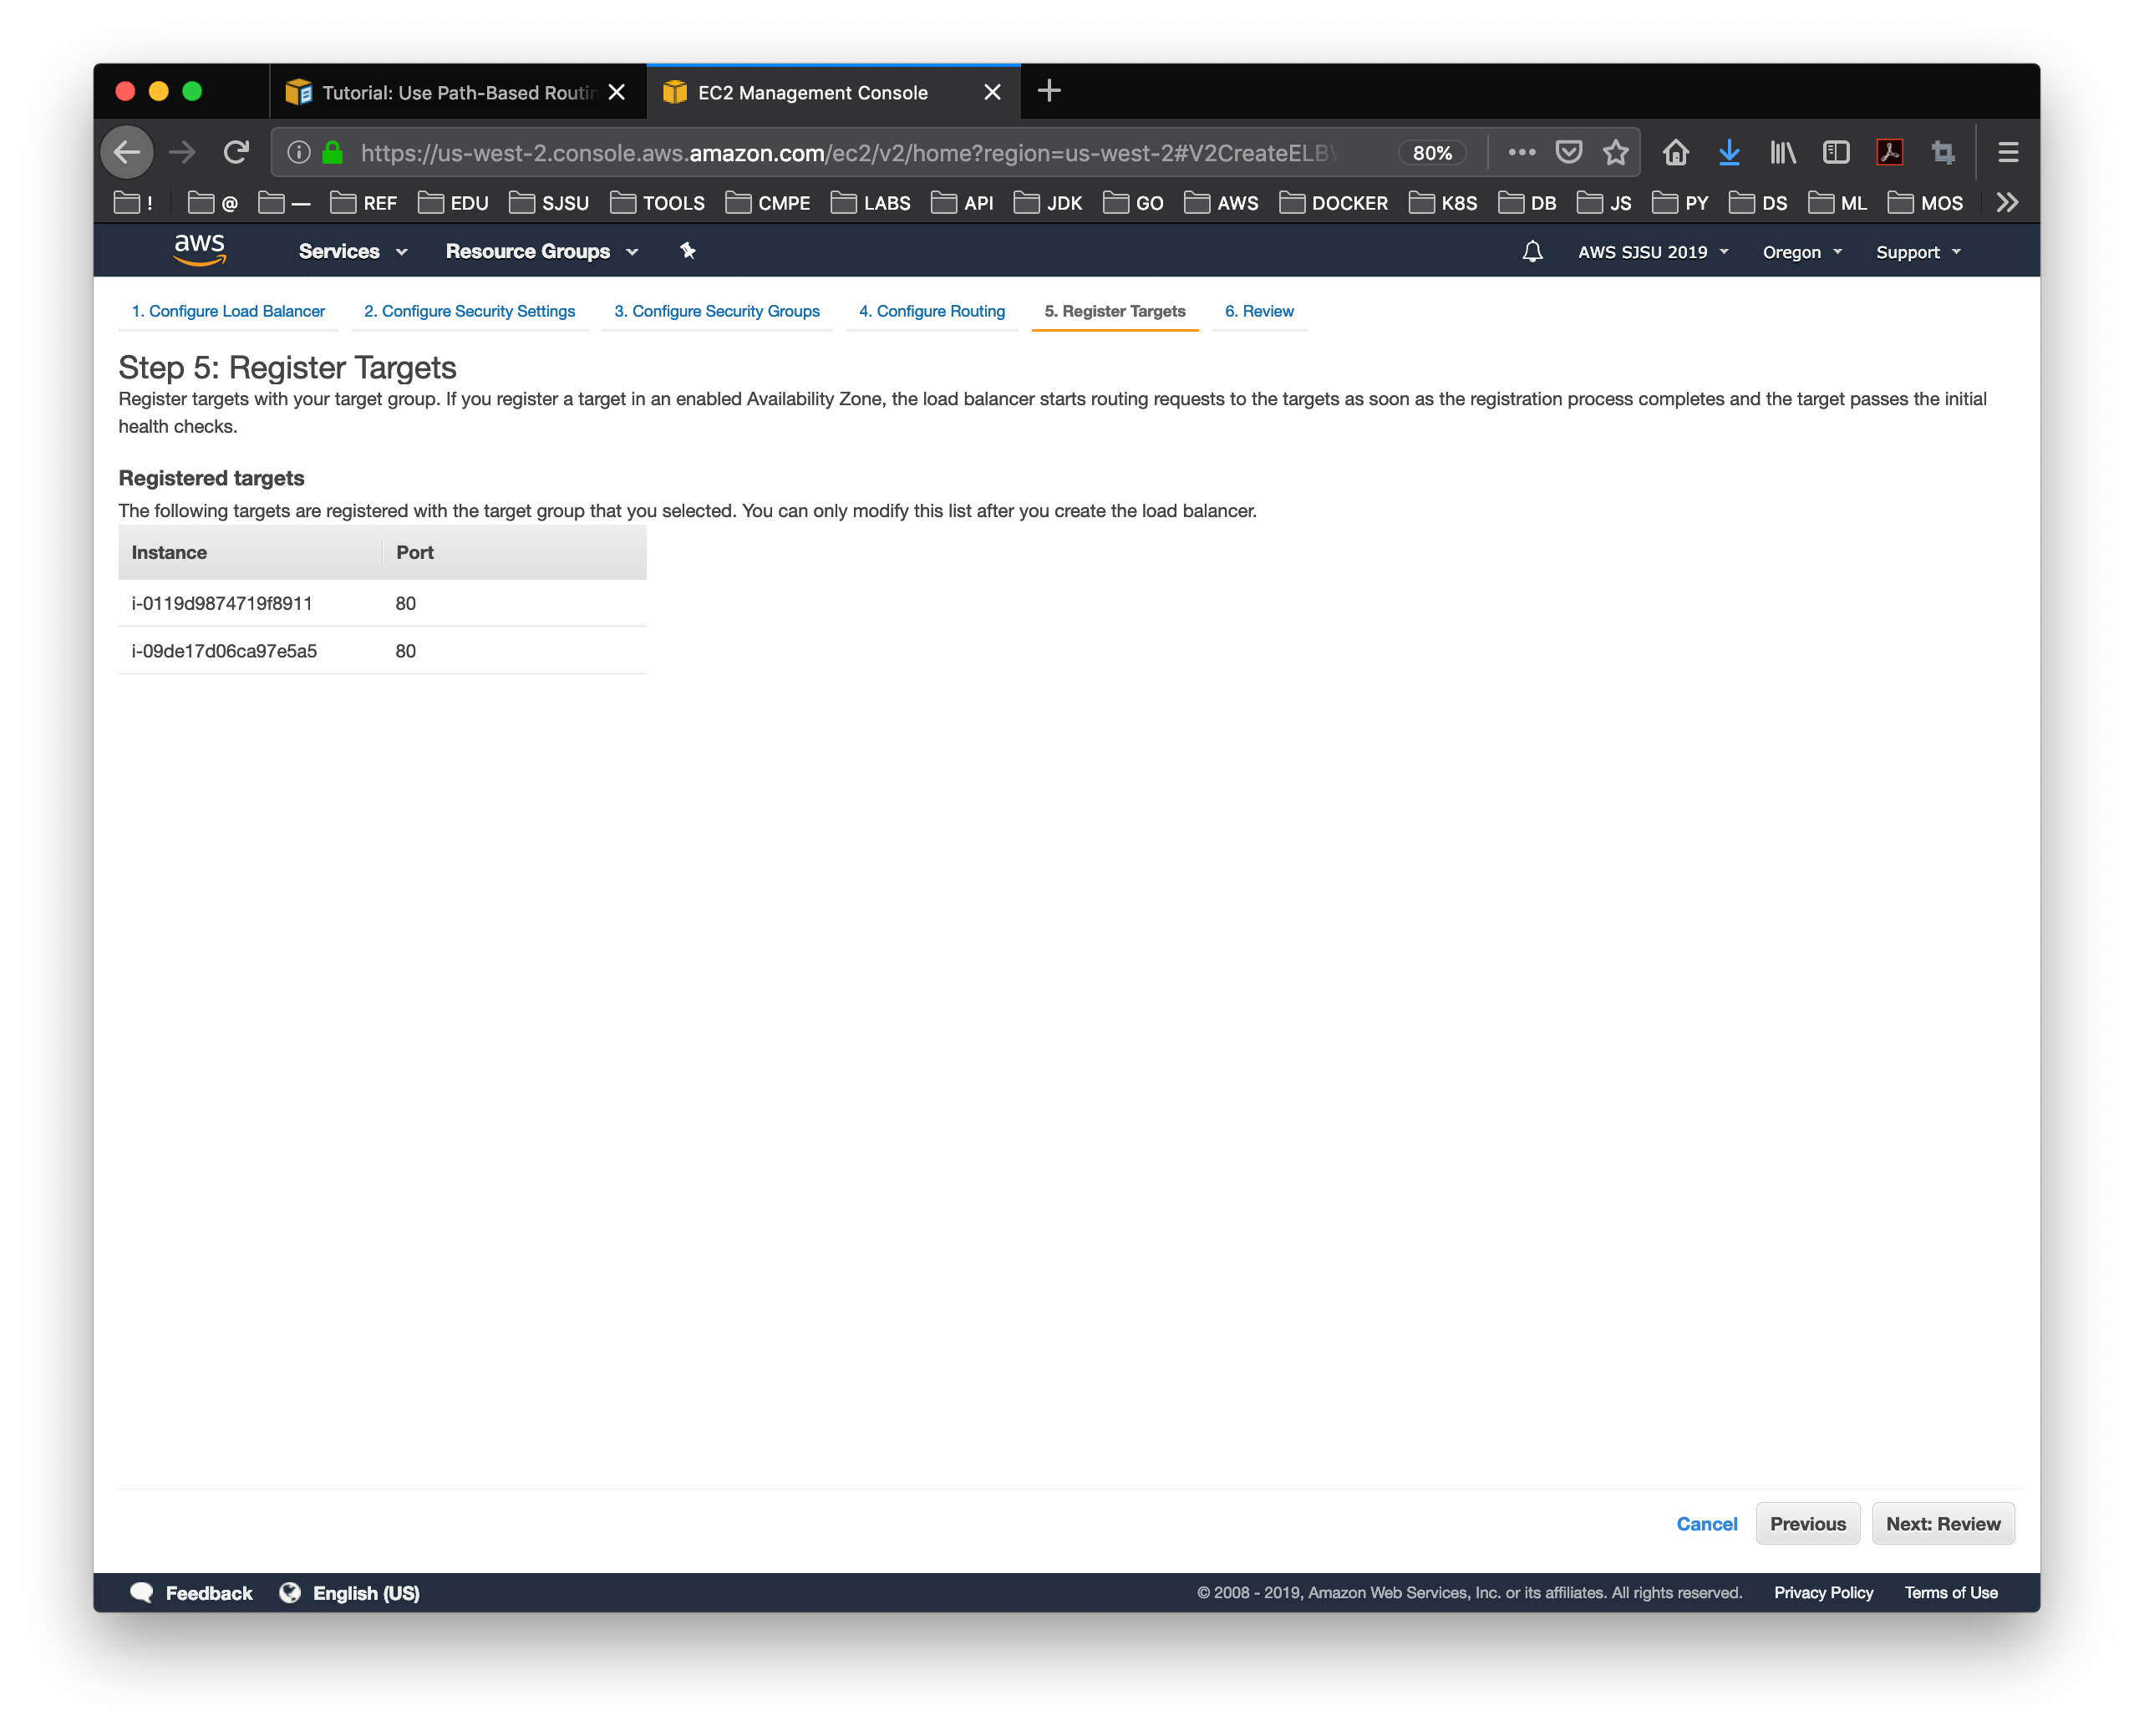 Tutorial: Use Path-Based Routin
EC2 Management Console
https://us-west-2.console.aws.amazon.com/ec2/v2/home?region=us-west-2#V2CreateELBW
80%
! @ — REF EDU SJSU TOOLS CMPE LABS API JDK GO AWS DOCKER K8S DB JS PY DS ML MOS
aws Services Resource Groups AWS SJSU 2019 Oregon Support
1. Configure Load Balancer 2. Configure Security Settings 3. Configure Security Groups 4. Configure Routing 5. Register Targets 6. Review
Step 5: Register Targets
Register targets with your target group. If you register a target in an enabled Availability Zone, the load balancer starts routing requests to the targets as soon as the registration process completes and the target passes the initial
health checks.
Registered targets
The following targets are registered with the target group that you selected. You can only modify this list after you create the load balancer.
Instance Port
i-0119d9874719f8911 80
i-09de17d06ca97e5a5 80
Cancel Previous Next: Review
Feedback English (US) © 2008 - 2019, Amazon Web Services, Inc. or its affiliates. All rights reserved. Privacy Policy Terms of Use